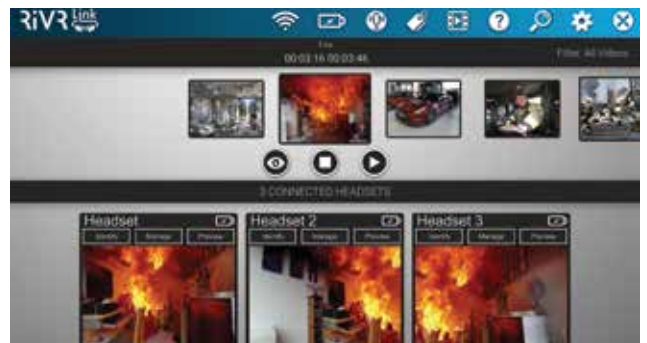 RiVR Link
Fire
00:03:16 00:03:46
Filter: All Videos
3 CONNECTED HEADSETS
Headset
Headset 2
Headset 3
Identify Manage Preview
Identify Manage Preview
Identify Manage Preview